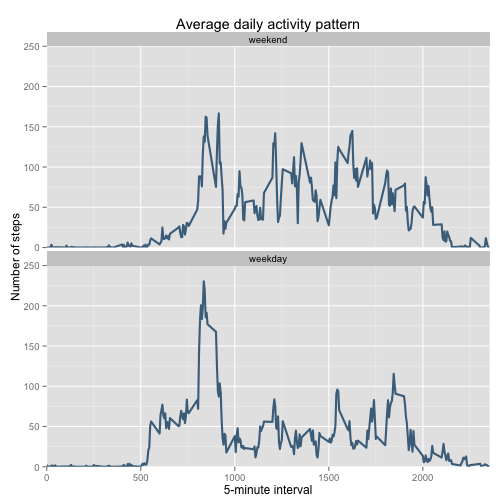 Average daily activity pattern
weekend
250
200
150
100
50
0
weekday
250
200
150
100
50
0
0 500 1000 1500 2000
5-minute interval
Number of steps